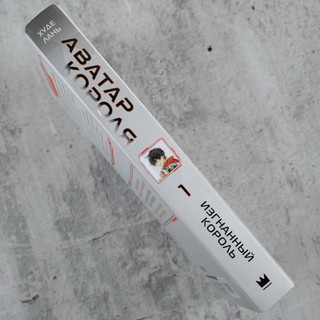 ХУДЕ
ЛАНЬ
АВАТАР
КОРОЛЯ
1
ИЗГНАННЫЙ
КОРОЛЬ